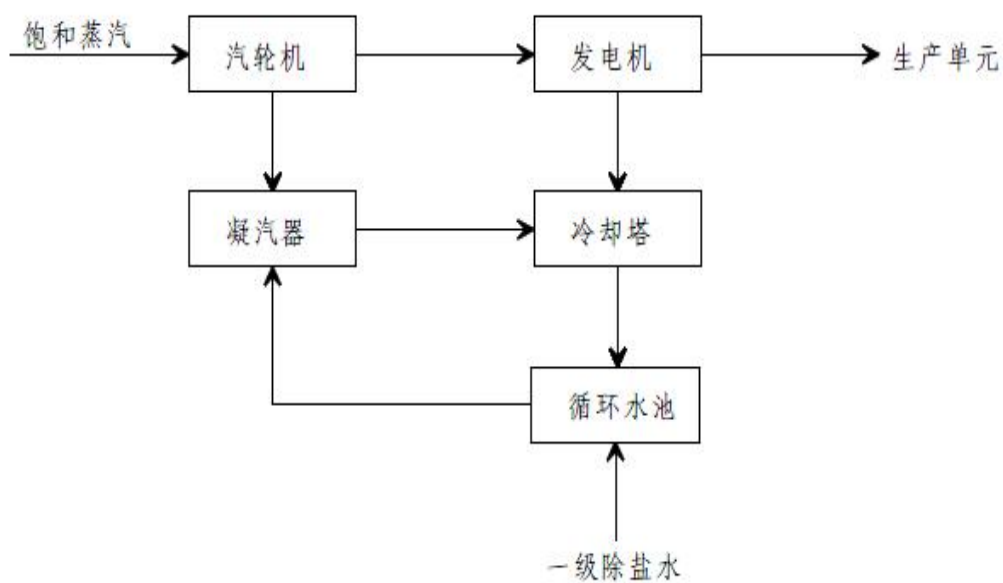 饱和蒸汽
汽轮机
发电机
生产单元
凝汽器
冷却塔
循环水池
一级除盐水